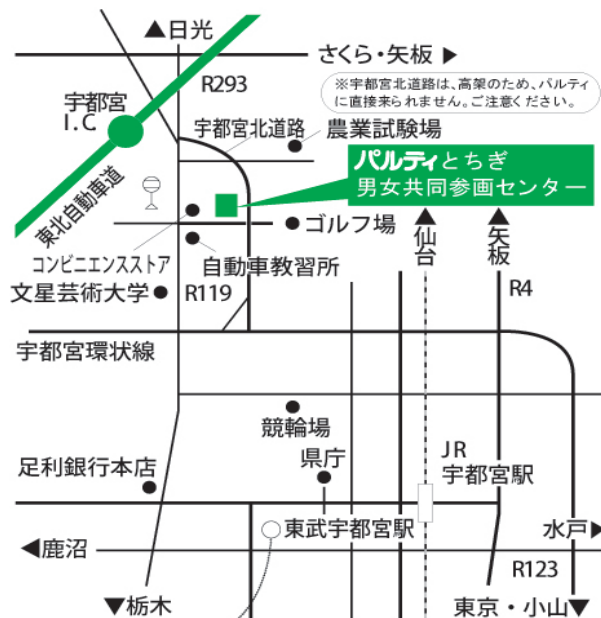 ▲日光
さくら・矢板▶
R293
※宇都宮北道路は、高架のため、パルティ
に直接来られません。ご注意ください。
宇都宮
I.C
宇都宮北道路
農業試験場
パルティとちぎ
男女共同参画センター
東北自動車道
ゴルフ場
▲仙台
▲矢板
コンビニエンスストア
自動車教習所
文星芸術大学
R119
R4
宇都宮環状線
競輪場
足利銀行本店
県庁
JR
宇都宮駅
東武宇都宮駅
水戸▶
◀鹿沼
R123
▼栃木
東京・小山▼